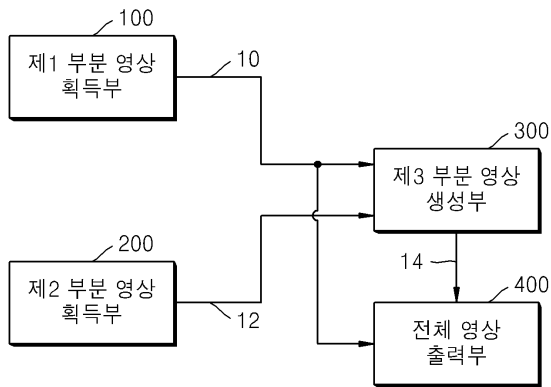 100
제1 부분 영상
획득부
10
300
제3 부분 영상
생성부
200
제2 부분 영상
획득부
12
14
400
전체 영상
출력부